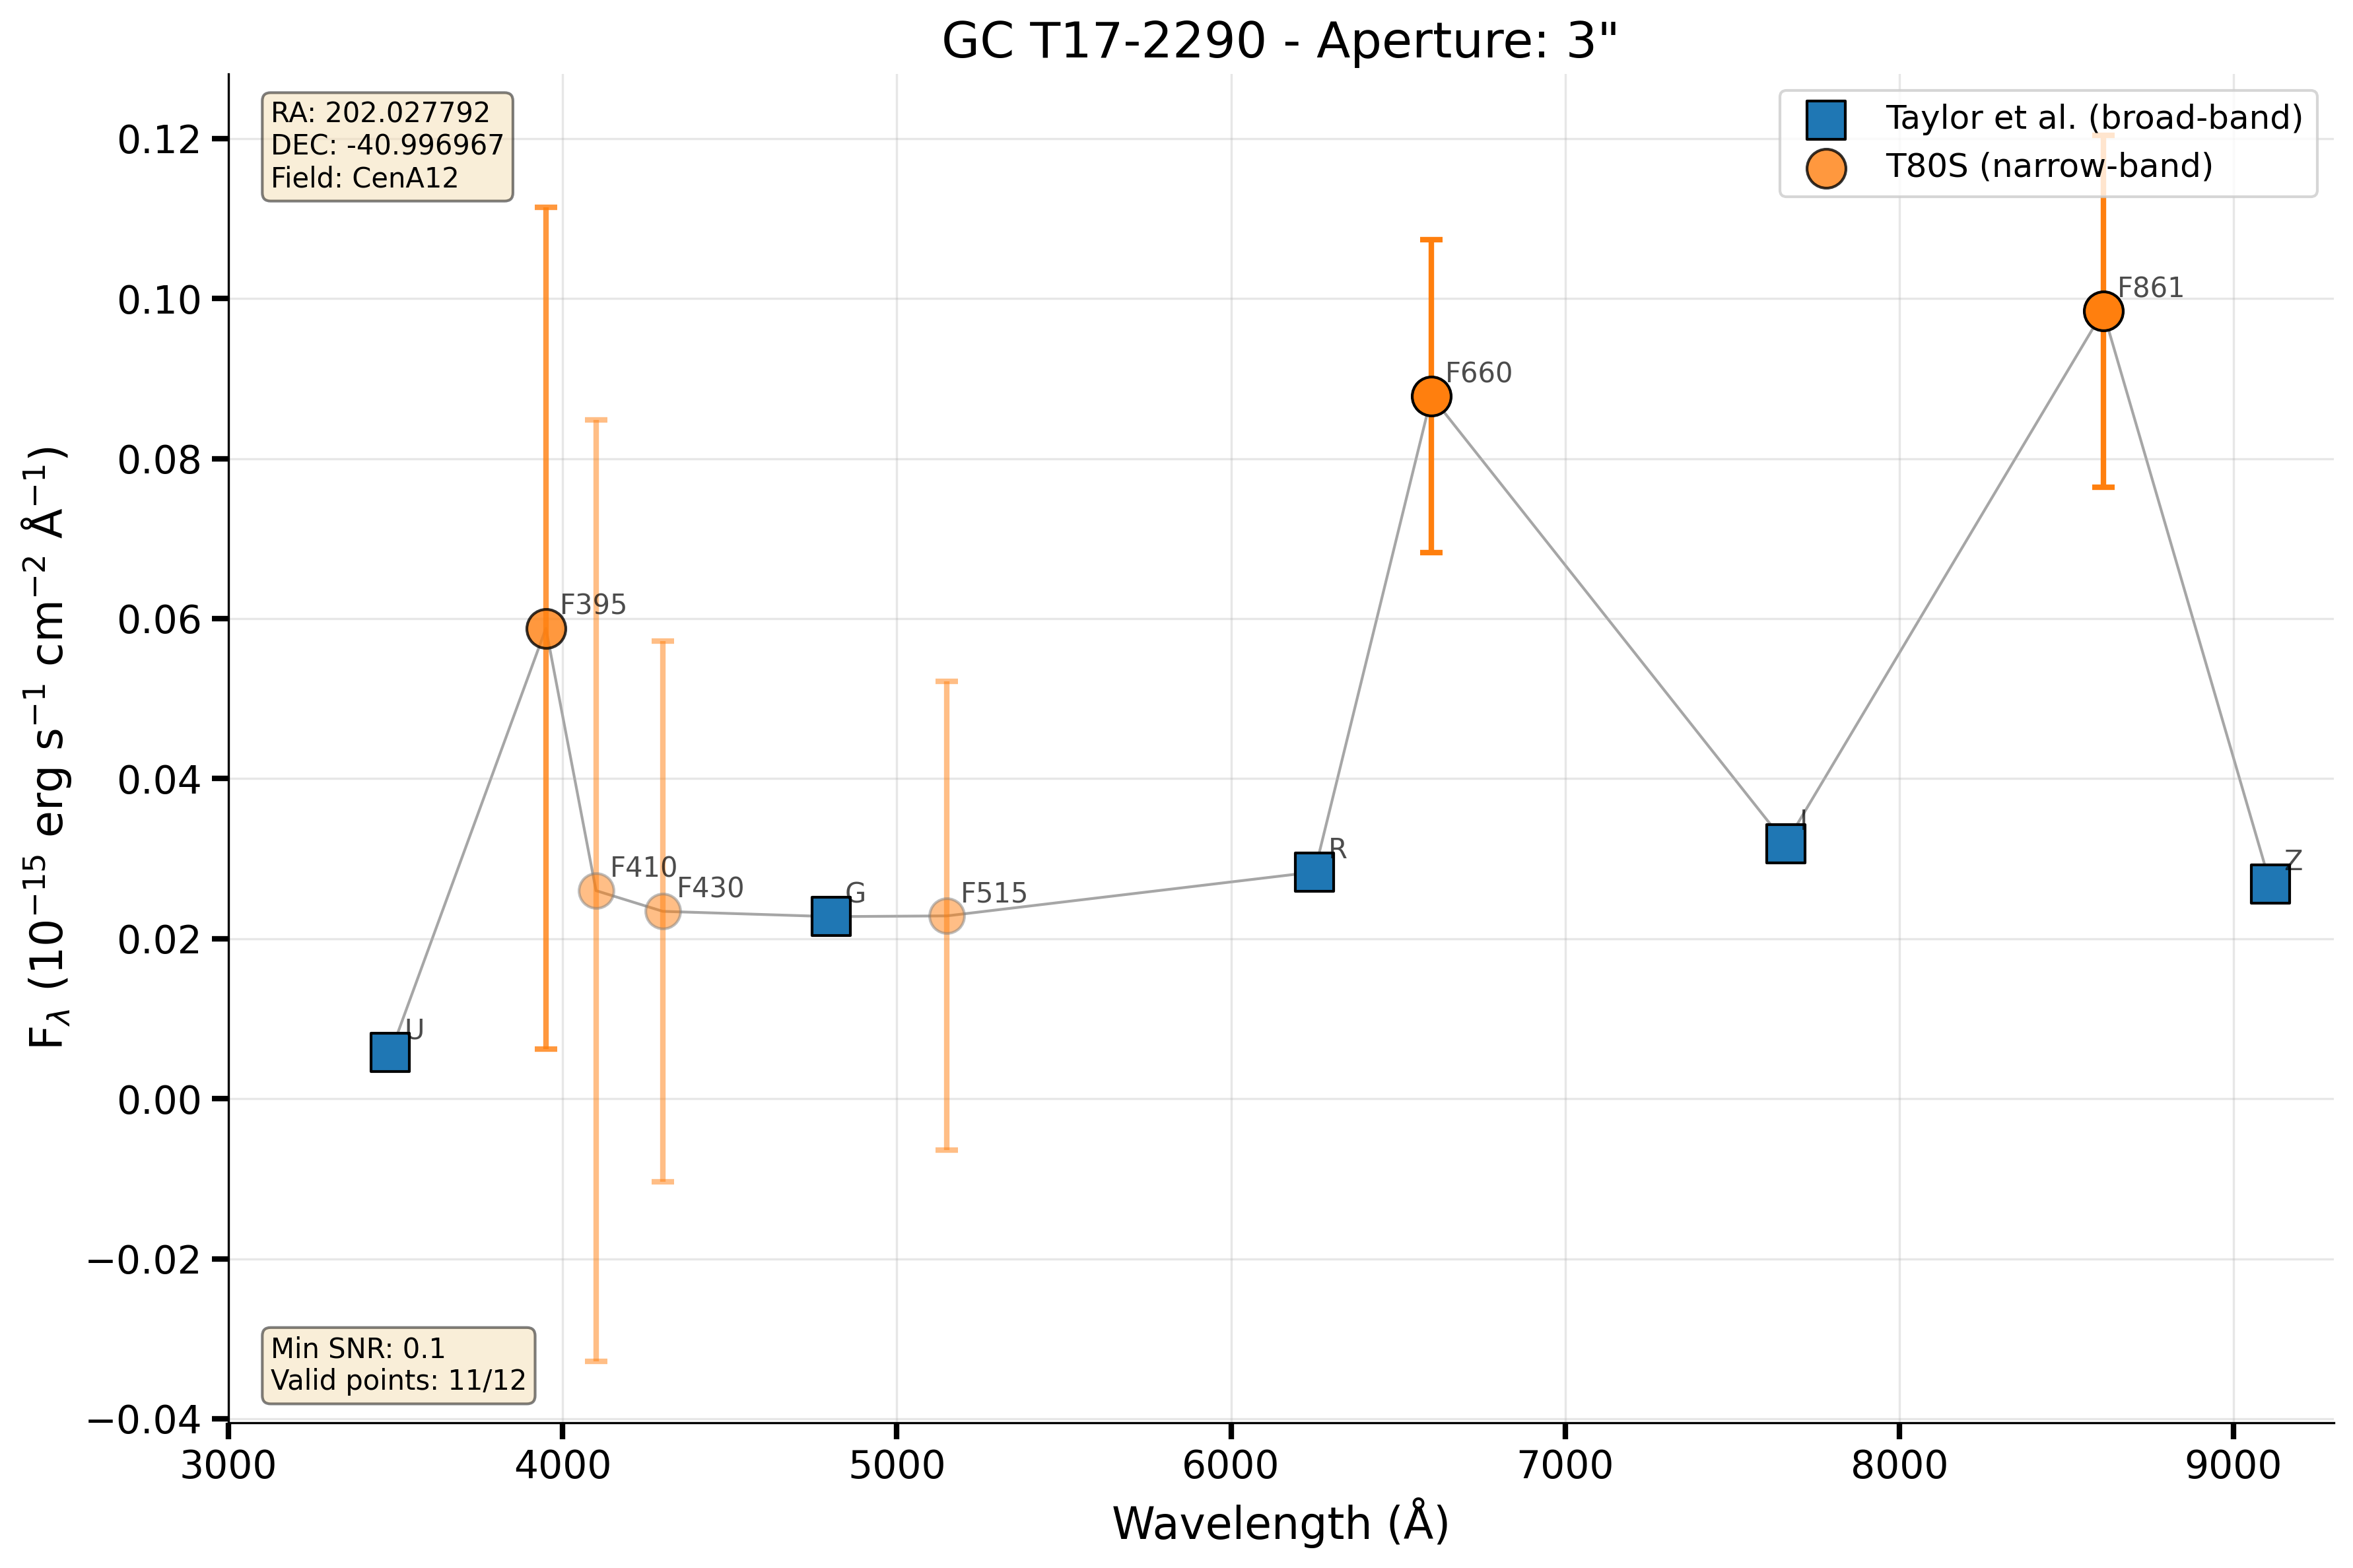 GC T17-2290 - Aperture: 3"
RA: 202.027792
DEC: -40.996967
Field: CenA12
Taylor et al. (broad-band)
T80S (narrow-band)
0.12
0.10
0.08
0.06
0.04
0.02
0.00
−0.02
−0.04
F_λ (10⁻¹⁵ erg s⁻¹ cm⁻² Å⁻¹)
F861
F660
F395
F410
F430
G
F515
R
I
Z
U
Min SNR: 0.1
Valid points: 11/12
3000 4000 5000 6000 7000 8000 9000
Wavelength (Å)